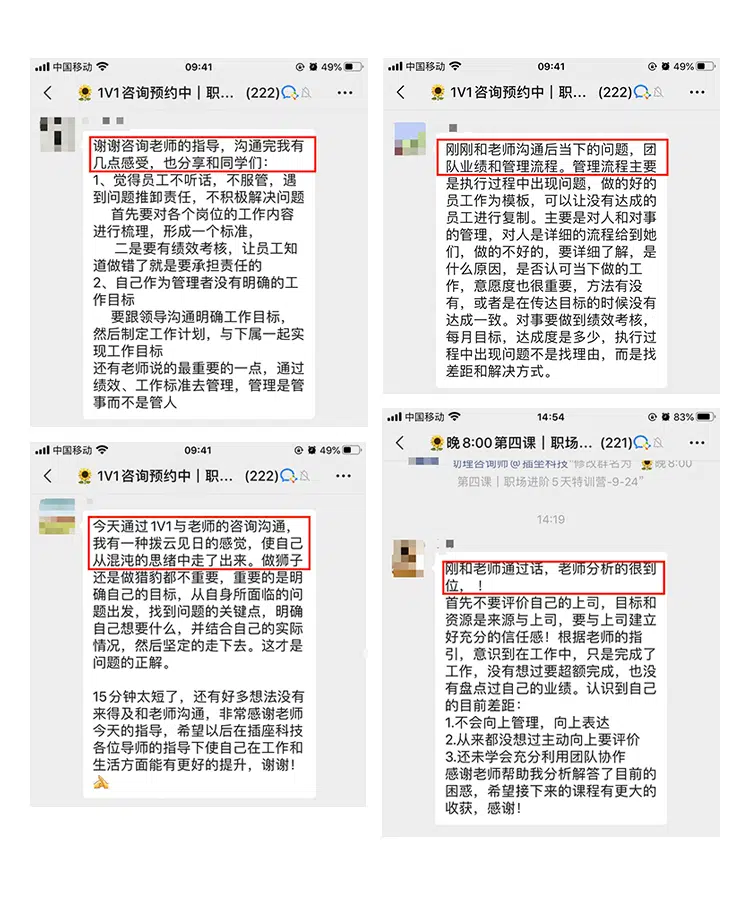 中国移动 09:41 49%
1V1咨询预约中｜职... (222)
谢谢咨询老师的指导，沟通完我有
几点感受，也分享和同学们：
1、觉得员工不听话，不服管，遇
到问题推卸责任，不积极解决问题
首先要对各个岗位的工作内容
进行梳理，形成一个标准，
二是要有绩效考核，让员工知
道做错了就是要承担责任的
2、自己作为管理者没有明确的工
作目标
要跟领导沟通明确工作目标，
然后制定工作计划，与下属一起实
现工作目标
还有老师说的最重要的一点，通过
绩效、工作标准去管理，管理是管
事而不是管人
中国移动 09:41 49%
1V1咨询预约中｜职... (222)
刚刚和老师沟通后当下的问题，团
队业绩和管理流程。管理流程主要
是执行过程中出现问题，做的好的
员工作为模板，可以让没有达成的
员工进行复制。主要是对人和对事
的管理，对人是详细的流程给到她
们，做的不好的，要详细了解，是
什么原因，是否认可当下做的工
作，意愿度也很重要，方法有没
有，或者是在传达目标的时候没有
达成一致。对事要做到绩效考核，
每月目标，达成度是多少，执行过
程中出现问题不是找理由，而是找
差距和解决方式。
中国移动 09:41 49%
1V1咨询预约中｜职... (222)
今天通过1V1与老师的咨询沟通，
我有一种拨云见日的感觉，使自己
从混沌的思绪中走了出来。做狮子
还是做猎豹都不重要，重要的是明
确自己的目标，从自身所面临的问
题出发，找到问题的关键点，明确
自己想要什么，并结合自己的实际
情况，然后坚定的走下去。这才是
问题的正解。
15分钟太短了，还有好多想法没有
来得及和老师沟通，非常感谢老师
今天的指导，希望以后在插座科技
各位导师的指导下使自己在工作和
生活方面能有更好的提升，谢谢！
中国移动 14:54 83%
晚8:00第四课｜职场... (221)
助理咨询师@插座科技"修改群名为"晚8:00
第四课｜职场进阶5天特训营-9-24"
14:19
刚和老师通过话，老师分析的很到
位，！
首先不要评价自己的上司，目标和
资源是来源与上司，要与上司建立
好充分的信任感！根据老师的指
引，意识到在工作中，只是完成了
工作，没有想过要超额完成，也没
有盘点过自己的业绩。认识到自己
的目前差距：
1.不会向上管理，向上表达
2.从来都没想过主动向上要评价
3.还未学会充分利用团队协作
感谢老师帮助我分析解答了目前的
困惑，希望接下来的课程有更大的
收获，感谢！